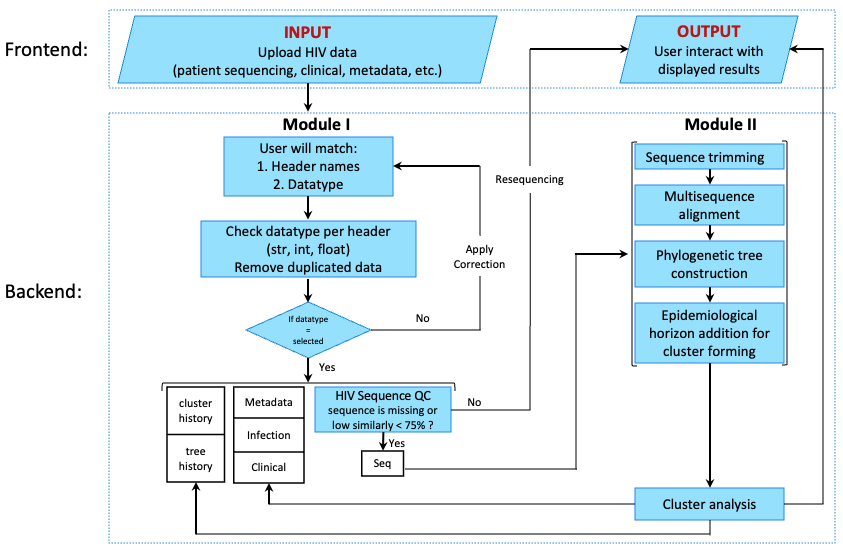 Frontend:
INPUT
Upload HIV data
(patient sequencing, clinical, metadata, etc.)
OUTPUT
User interact with
displayed results
Backend:
Module I
User will match:
1. Header names
2. Datatype
Check datatype per header
(str, int, float)
Remove duplicated data
If datatype
=
selected
No
Apply
Correction
Yes
cluster
history
tree
history
Metadata
Infection
Clinical
HIV Sequence QC
sequence is missing or
low similarly < 75% ?
No
Resequencing
Yes
Seq
Module II
Sequence trimming
Multisequence
alignment
Phylogenetic tree
construction
Epidemiological
horizon addition for
cluster forming
Cluster analysis